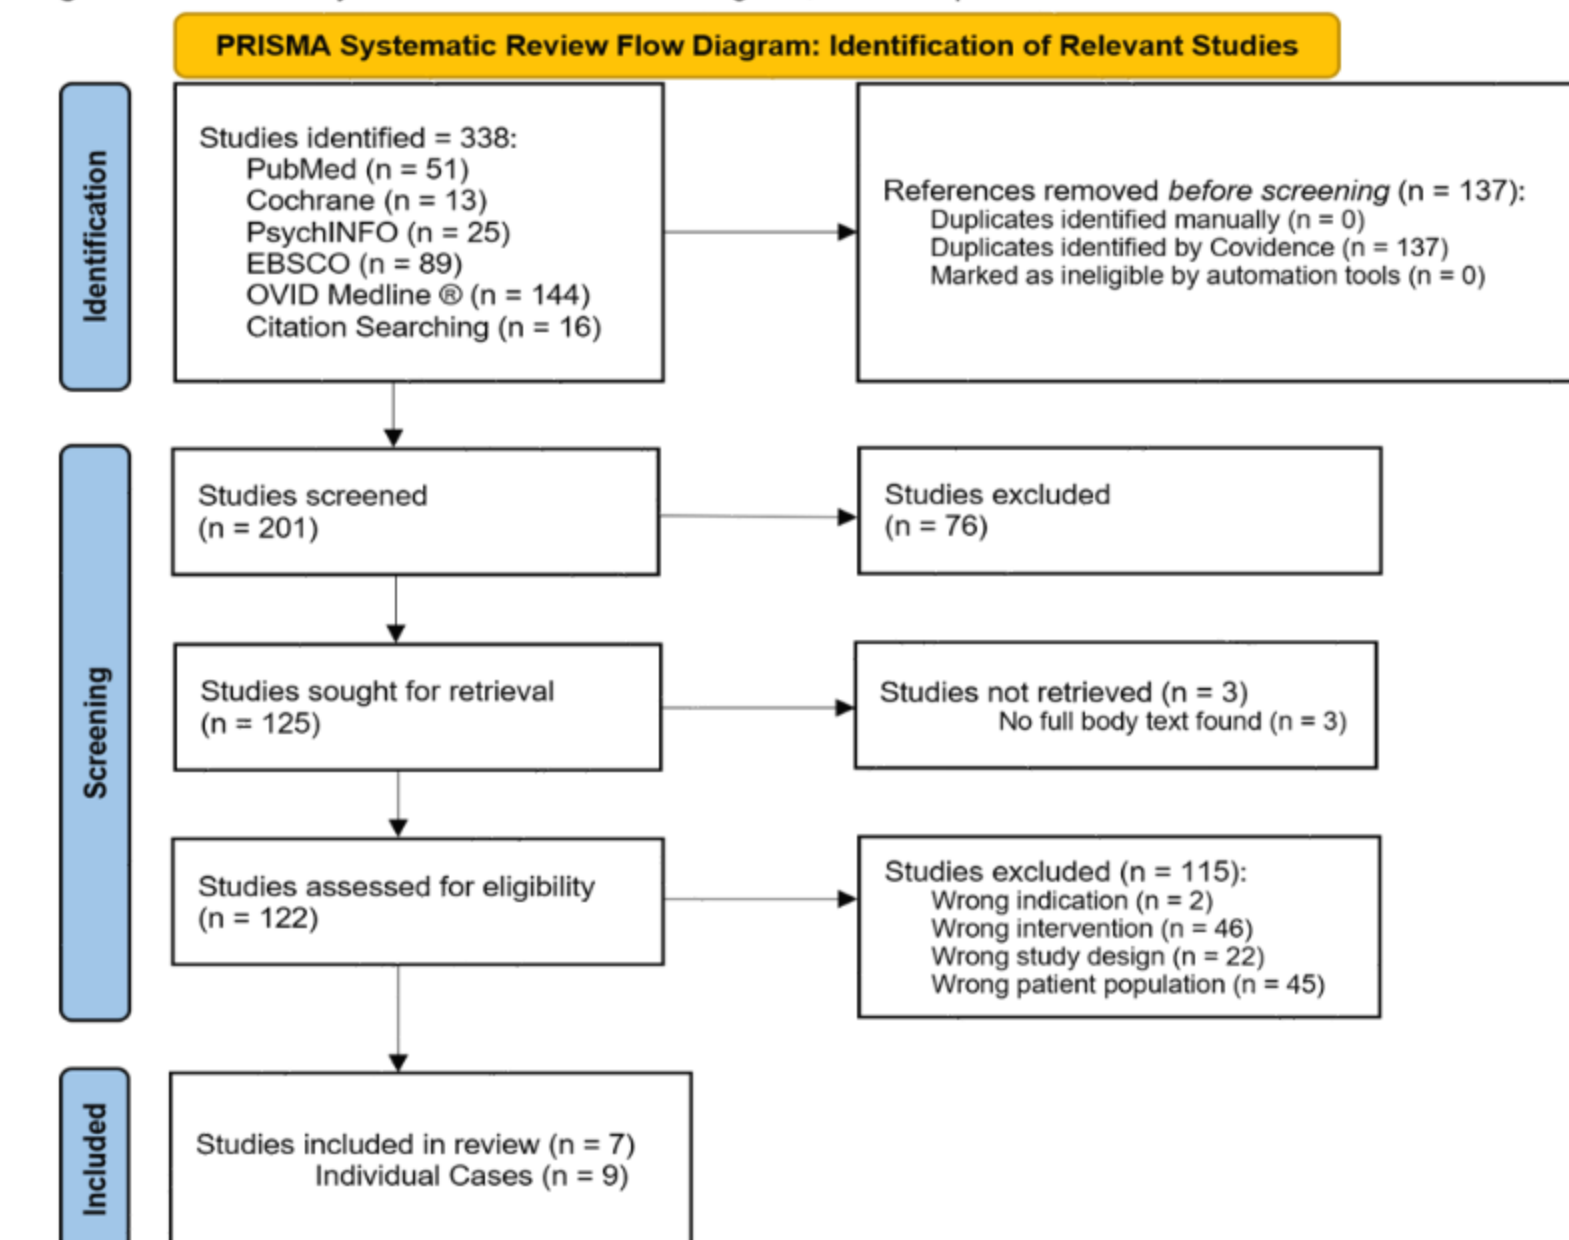 PRISMA Systematic Review Flow Diagram: Identification of Relevant Studies
Identification
Studies identified = 338:
PubMed (n = 51)
Cochrane (n = 13)
PsychINFO (n = 25)
EBSCO (n = 89)
OVID Medline ® (n = 144)
Citation Searching (n = 16)
References removed before screening (n = 137):
Duplicates identified manually (n = 0)
Duplicates identified by Covidence (n = 137)
Marked as ineligible by automation tools (n = 0)
Screening
Studies screened
(n = 201)
Studies excluded
(n = 76)
Studies sought for retrieval
(n = 125)
Studies not retrieved (n = 3)
No full body text found (n = 3)
Studies assessed for eligibility
(n = 122)
Studies excluded (n = 115):
Wrong indication (n = 2)
Wrong intervention (n = 46)
Wrong study design (n = 22)
Wrong patient population (n = 45)
Included
Studies included in review (n = 7)
Individual Cases (n = 9)